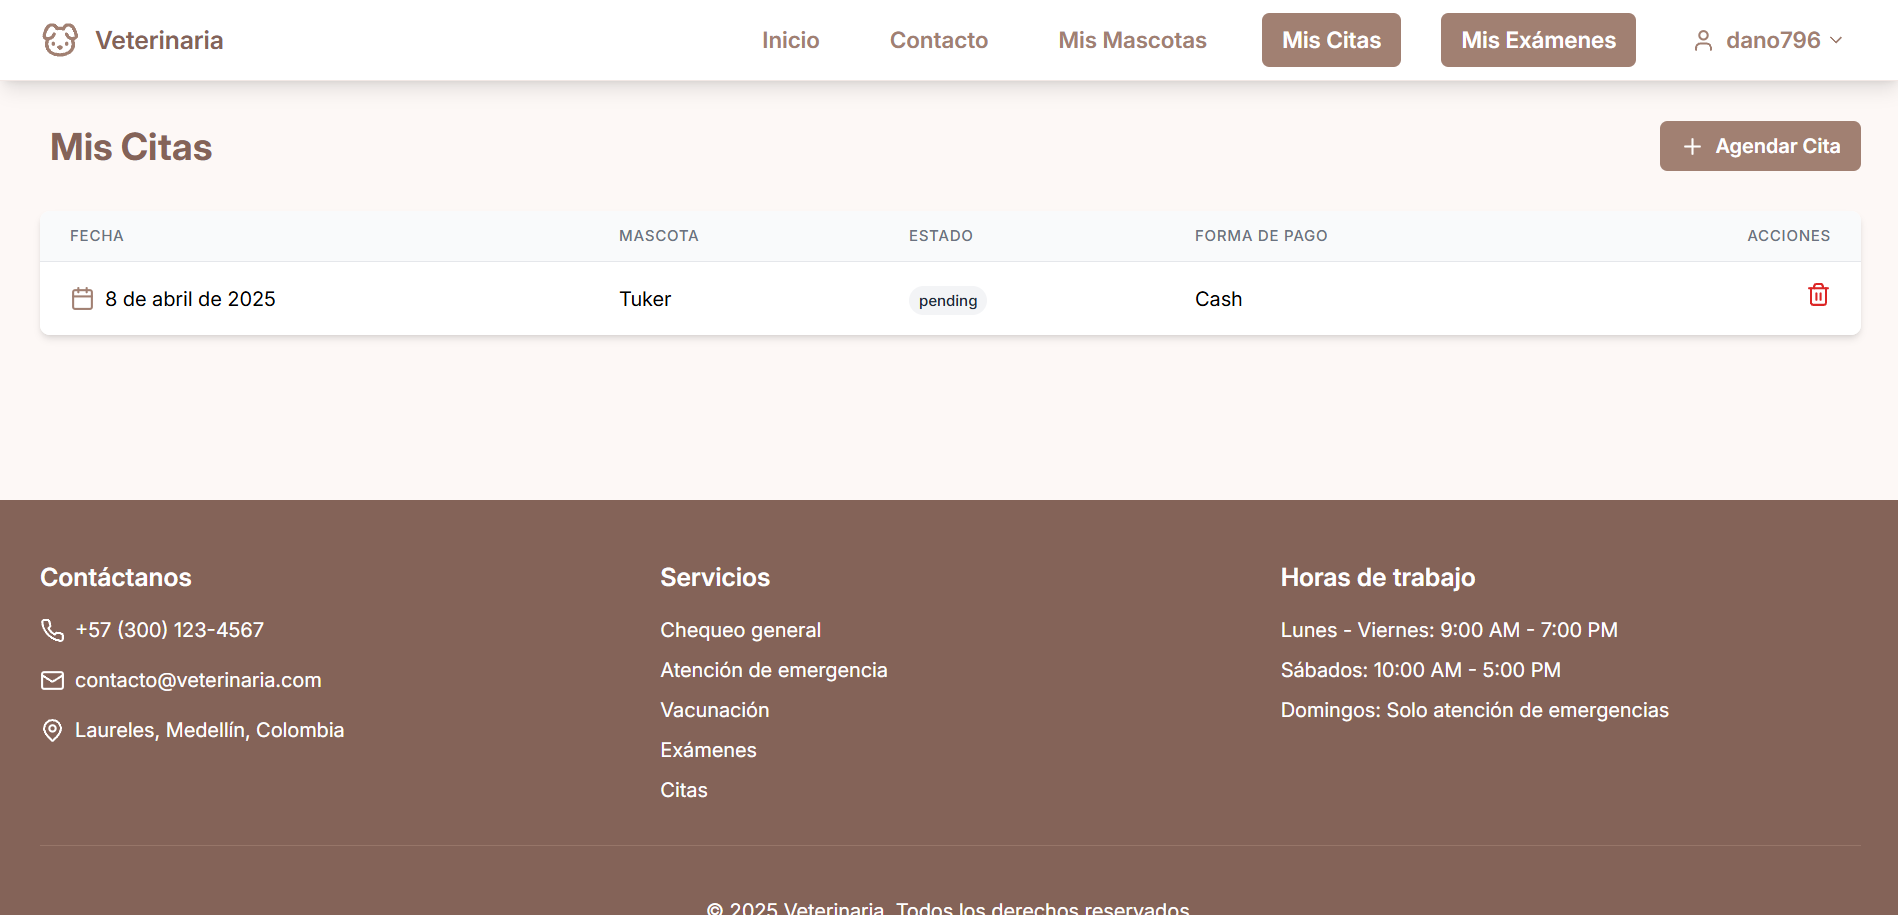 Veterinaria
Inicio
Contacto
Mis Mascotas
Mis Citas
Mis Exámenes
dano796
Mis Citas
Agendar Cita
FECHA
MASCOTA
ESTADO
FORMA DE PAGO
ACCIONES
8 de abril de 2025
Tuker
pending
Cash
Contáctanos
+57 (300) 123-4567
contacto@veterinaria.com
Laureles, Medellín, Colombia
Servicios
Chequeo general
Atención de emergencia
Vacunación
Exámenes
Citas
Horas de trabajo
Lunes - Viernes: 9:00 AM - 7:00 PM
Sábados: 10:00 AM - 5:00 PM
Domingos: Solo atención de emergencias
© 2025 Veterinaria. Todos los derechos reservados